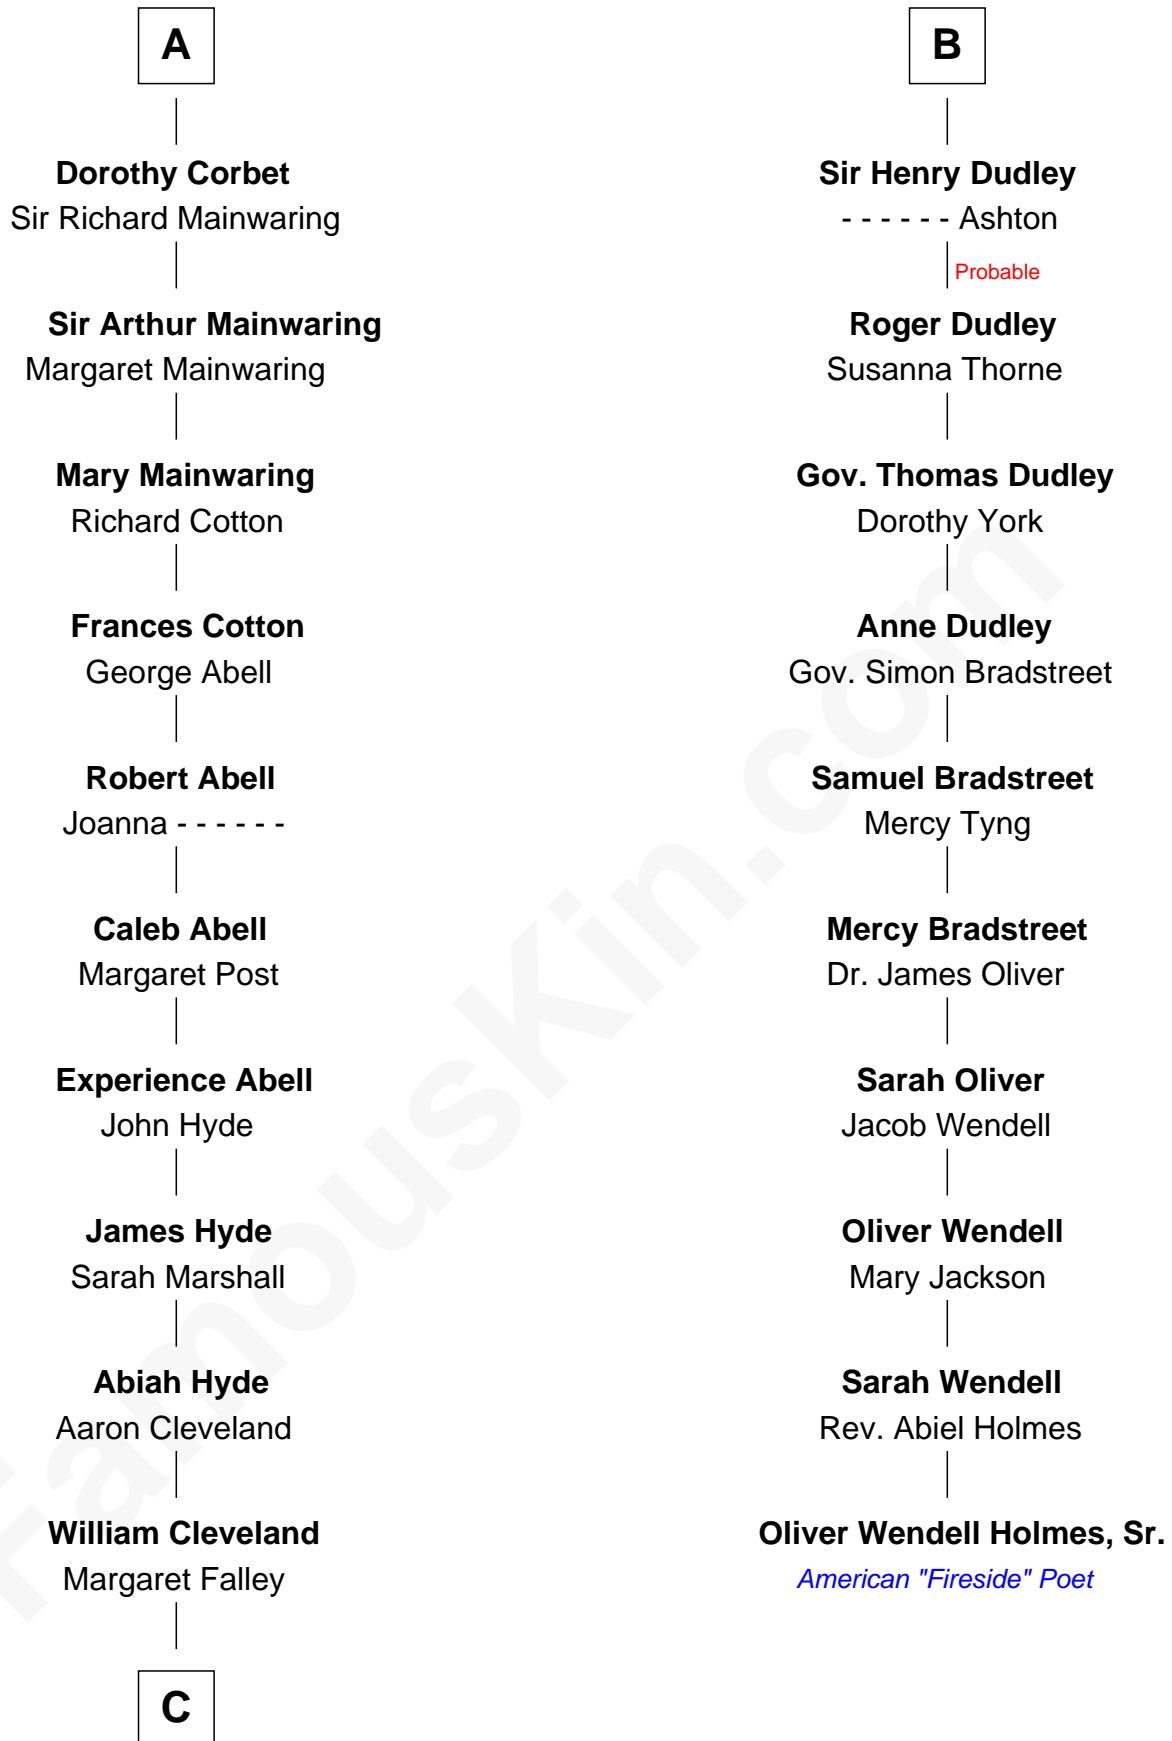 A
Dorothy Corbet
Sir Richard Mainwaring
Sir Arthur Mainwaring
Margaret Mainwaring
Mary Mainwaring
Richard Cotton
Frances Cotton
George Abell
Robert Abell
Joanna - - - - - -
Caleb Abell
Margaret Post
Experience Abell
John Hyde
James Hyde
Sarah Marshall
Abiah Hyde
Aaron Cleveland
William Cleveland
Margaret Falley
C
B
Sir Henry Dudley
- - - - - - Ashton
Probable
Roger Dudley
Susanna Thorne
Gov. Thomas Dudley
Dorothy York
Anne Dudley
Gov. Simon Bradstreet
Samuel Bradstreet
Mercy Tyng
Mercy Bradstreet
Dr. James Oliver
Sarah Oliver
Jacob Wendell
Oliver Wendell
Mary Jackson
Sarah Wendell
Rev. Abiel Holmes
Oliver Wendell Holmes, Sr.
American "Fireside" Poet
FamousKin.com